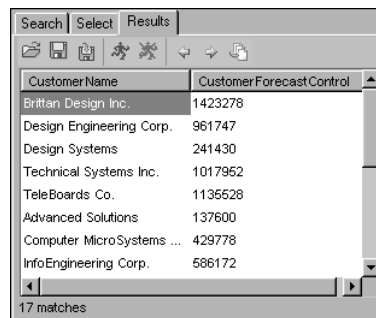 Search Select Results
CustomerName CustomerForecastControl
Brittan Design Inc. 1423278
Design Engineering Corp. 961747
Design Systems 241430
Technical Systems Inc. 1017952
TeleBoards Co. 1135528
Advanced Solutions 137600
Computer MicroSystems ... 429778
InfoEngineering Corp. 586172
17 matches